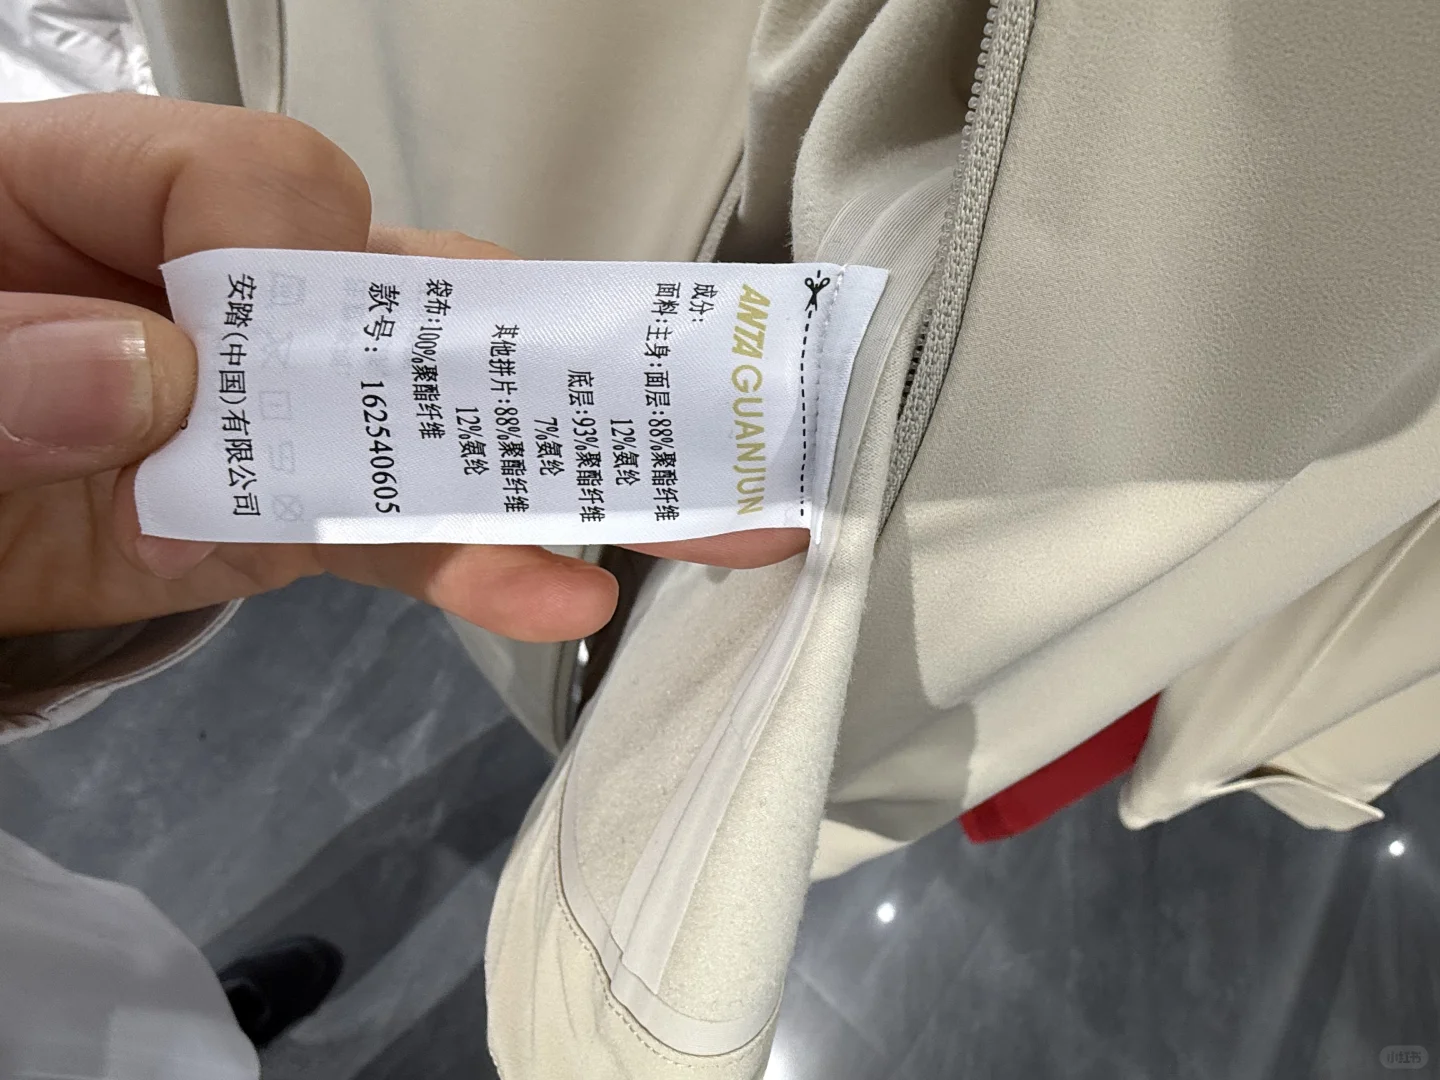 ANTA GUANJUN
成分：
面料：主身：面层：88%聚酯纤维
12%氨纶
底层：93%聚酯纤维
7%氨纶
其他拼片：88%聚酯纤维
12%氨纶
袋布：100%聚酯纤维
款号：162540605
安踏（中国）有限公司
小红书